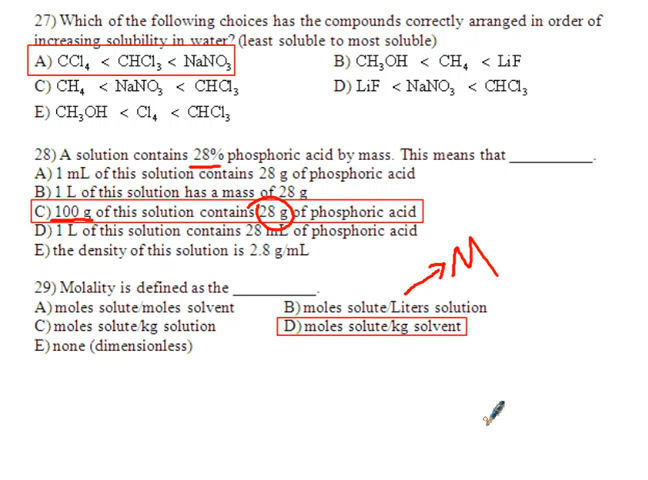 27) Which of the following choices has the compounds correctly arranged in order of
increasing solubility in water? (least soluble to most soluble)
A) CCl₄ < CHCl₃ < NaNO₃ B) CH₃OH < CH₄ < LiF
C) CH₄ < NaNO₃ < CHCl₃ D) LiF < NaNO₃ < CHCl₃
E) CH₃OH < Cl₄ < CHCl₃
28) A solution contains 28% phosphoric acid by mass. This means that __________.
A) 1 mL of this solution contains 28 g of phosphoric acid
B) 1 L of this solution has a mass of 28 g
C) 100 g of this solution contains 28 g of phosphoric acid
D) 1 L of this solution contains 28 mL of phosphoric acid
E) the density of this solution is 2.8 g/mL
M
29) Molality is defined as the __________.
A) moles solute/moles solvent B) moles solute/Liters solution
C) moles solute/kg solution D) moles solute/kg solvent
E) none (dimensionless)